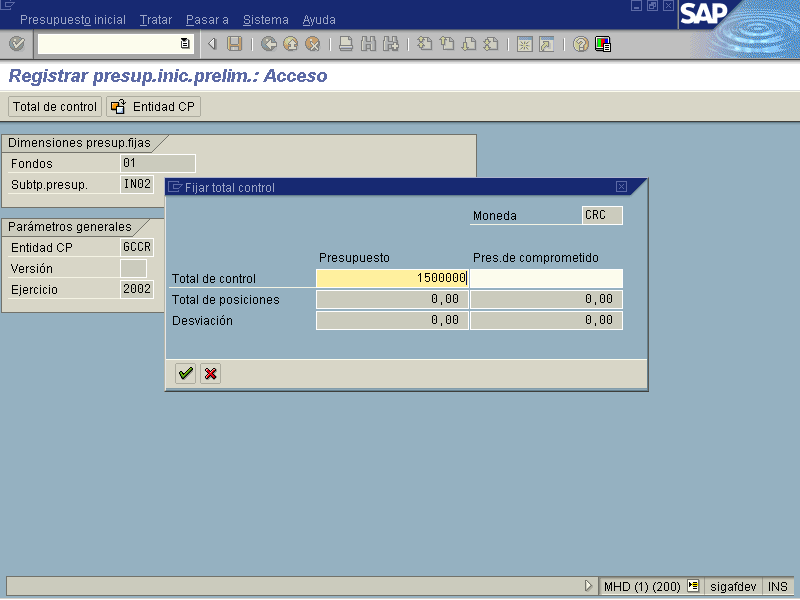 Presupuesto inicial Tratar Pasar a Sistema Ayuda
SAP
Registrar presup.inic.prelim.: Acceso
Total de control Entidad CP
Dimensiones presup.fijas
Fondos 01
Subtp.presup. IN02
Parámetros generales
Entidad CP GCCR
Versión
Ejercicio 2002
Fijar total control
Moneda CRC
Presupuesto Pres.de comprometido
Total de control 1500000
Total de posiciones 0,00 0,00
Desviación 0,00 0,00
MHD (1) (200) sigafdev INS